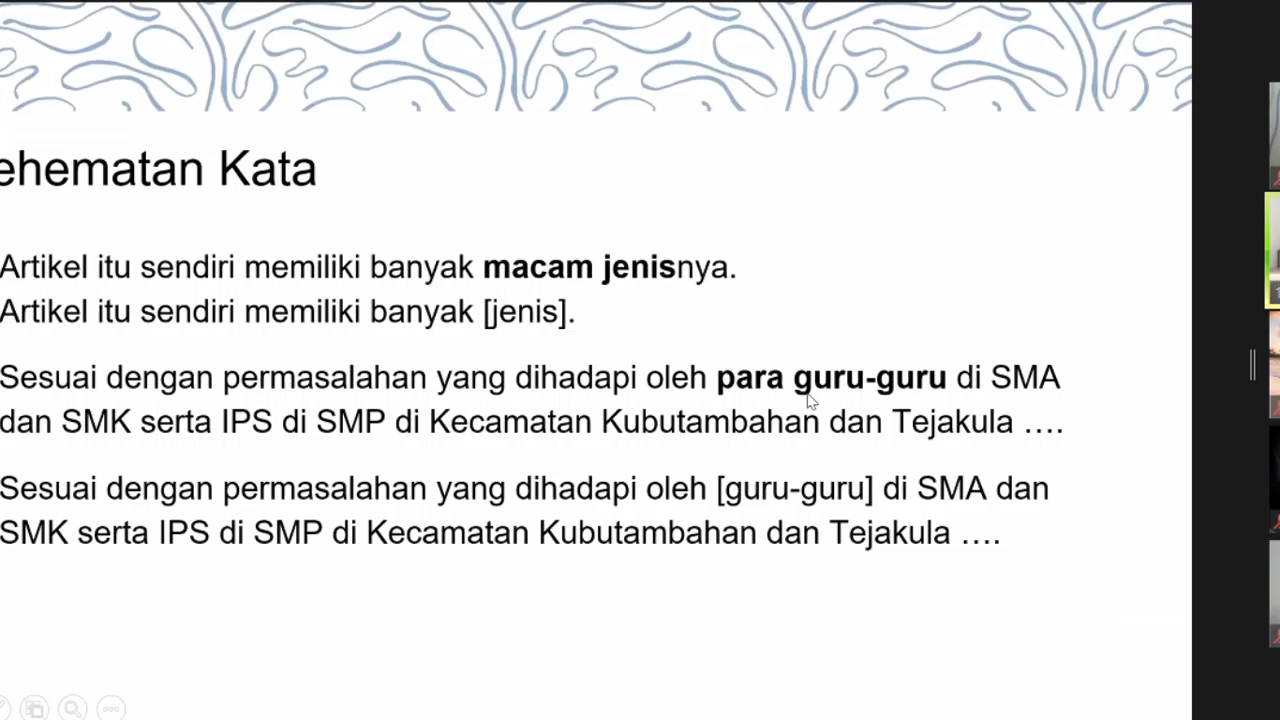 ehematan Kata
Artikel itu sendiri memiliki banyak macam jenisnya.
Artikel itu sendiri memiliki banyak [jenis].
Sesuai dengan permasalahan yang dihadapi oleh para guru-guru di SMA
dan SMK serta IPS di SMP di Kecamatan Kubutambahan dan Tejakula ….
Sesuai dengan permasalahan yang dihadapi oleh [guru-guru] di SMA dan
SMK serta IPS di SMP di Kecamatan Kubutambahan dan Tejakula ….